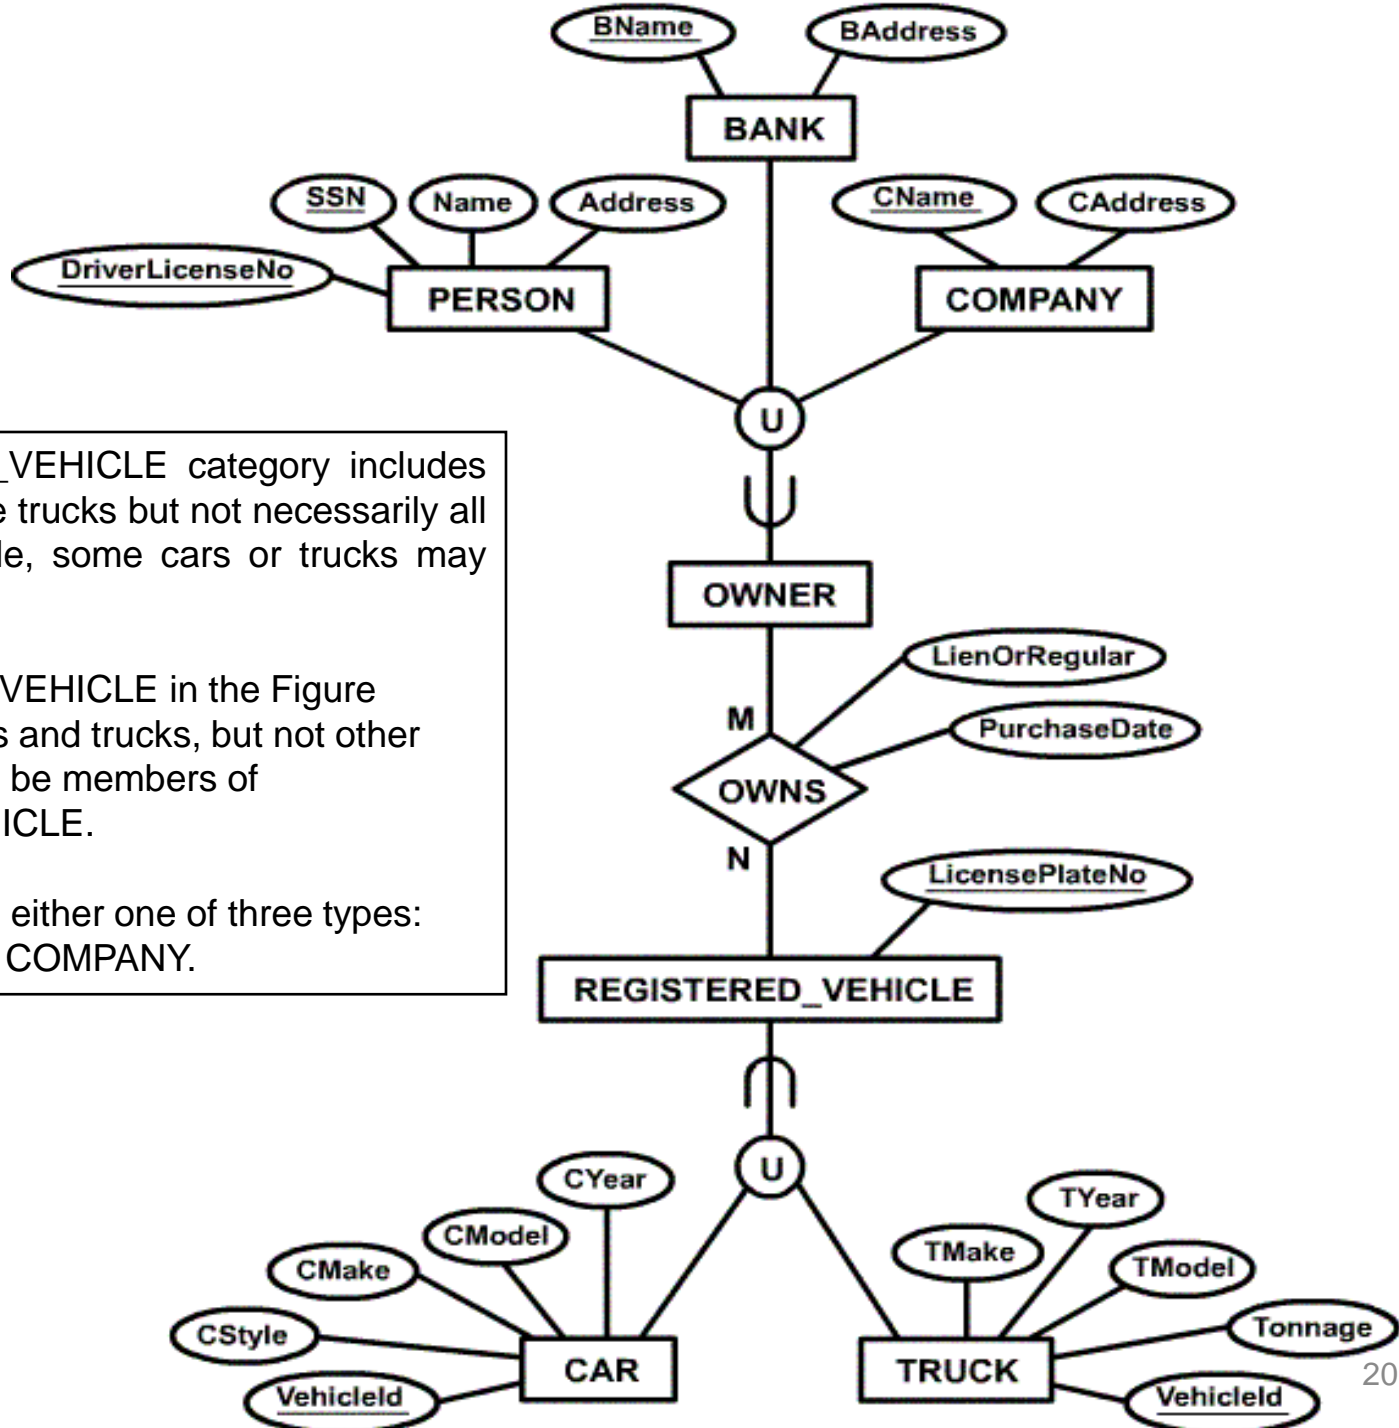 BName BAddress
BANK
SSN Name Address CName CAddress
DriverLicenseNo
PERSON COMPANY
U
_VEHICLE category includes
trucks but not necessarily all
some cars or trucks may
OWNER
LienOrRegular
VEHICLE in the Figure
M
PurchaseDate
and trucks, but not other
be members of
OWNS
ICLE.
N
LicensePlateNo
either one of three types:
COMPANY.
REGISTERED_VEHICLE
U
CYear
TYear
CModel
TMake
CMake
TModel
CStyle
Tonnage
CAR TRUCK
20
VehicleId VehicleId